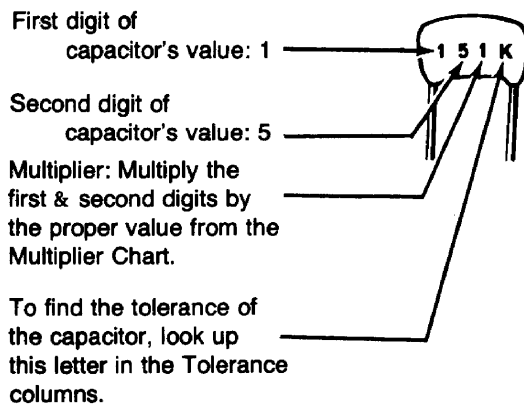 First digit of
capacitor's value: 1
1 5 1 K
Second digit of
capacitor's value: 5
Multiplier: Multiply the
first & second digits by
the proper value from the
Multiplier Chart.
To find the tolerance of
the capacitor, look up
this letter in the Tolerance
columns.